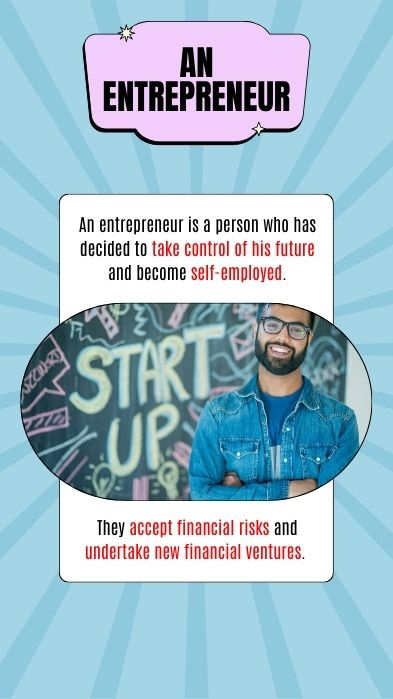 AN
ENTREPRENEUR
An entrepreneur is a person who has
decided to take control of his future
and become self-employed.
START
UP
They accept financial risks and
undertake new financial ventures.